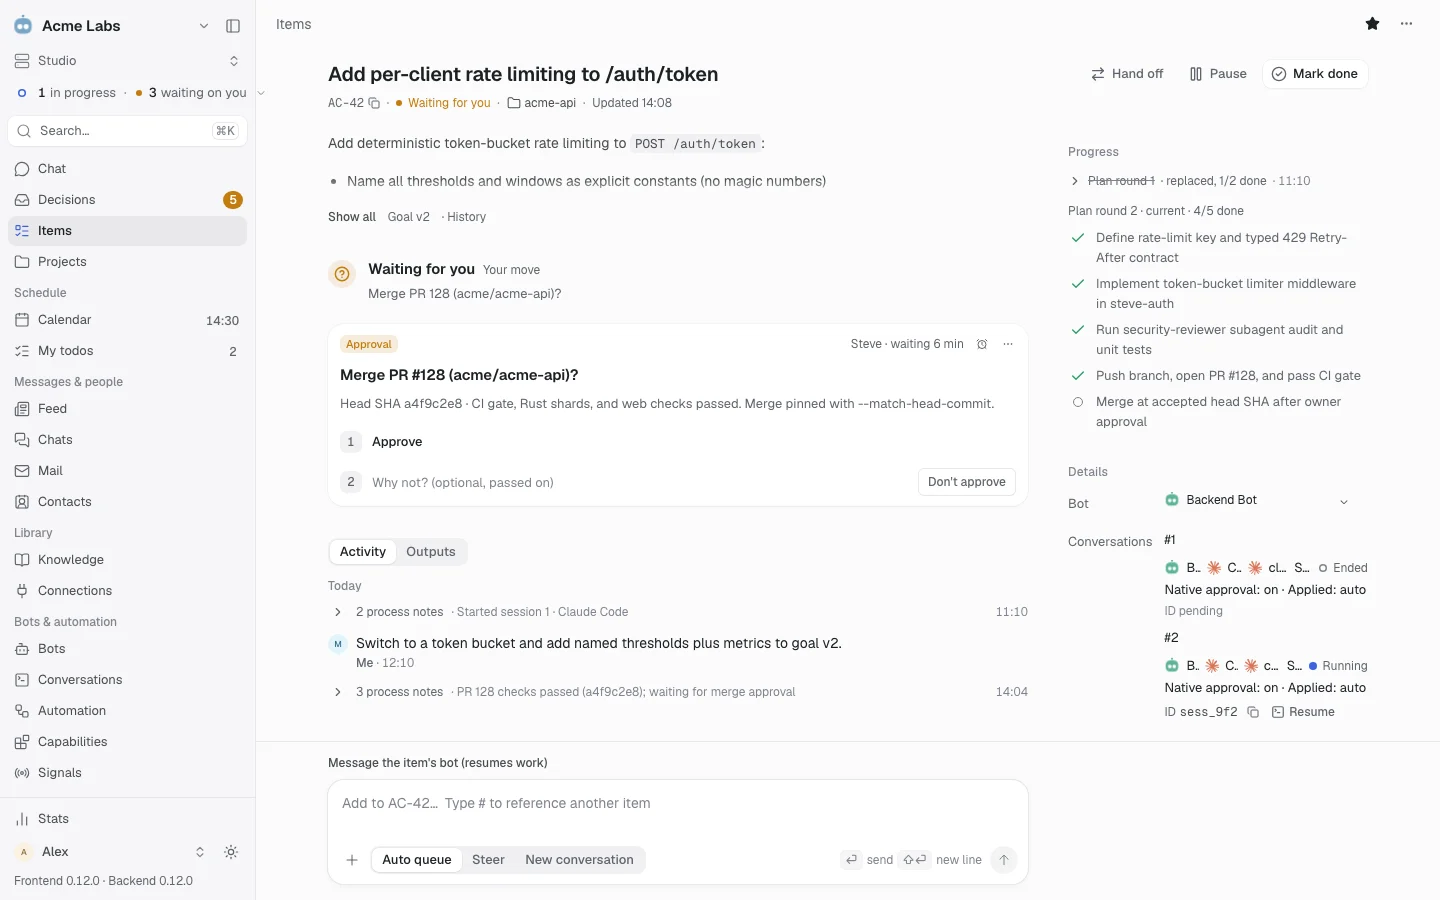 Acme Labs
Studio
1 in progress · 3 waiting on you
Search... ⌘K
Chat
Decisions 5
Items
Projects
Schedule
Calendar 14:30
My todos 2
Messages & people
Feed
Chats
Mail
Contacts
Library
Knowledge
Connections
Bots & automation
Bots
Conversations
Automation
Capabilities
Signals
Stats
A Alex
Frontend 0.12.0 · Backend 0.12.0
Items
Add per-client rate limiting to /auth/token
Hand off Pause Mark done
AC-42 · Waiting for you · acme-api · Updated 14:08
Add deterministic token-bucket rate limiting to POST /auth/token :
• Name all thresholds and windows as explicit constants (no magic numbers)
Show all Goal v2 · History
Waiting for you Your move
Merge PR 128 (acme/acme-api)?
Approval Steve · waiting 6 min
Merge PR #128 (acme/acme-api)?
Head SHA a4f9c2e8 · CI gate, Rust shards, and web checks passed. Merge pinned with --match-head-commit.
1 Approve
2 Why not? (optional, passed on) Don't approve
Activity Outputs
Today
2 process notes · Started session 1 · Claude Code 11:10
M Switch to a token bucket and add named thresholds plus metrics to goal v2.
Me · 12:10
3 process notes · PR 128 checks passed (a4f9c2e8); waiting for merge approval 14:04
Message the item's bot (resumes work)
Add to AC-42... Type # to reference another item
Auto queue Steer New conversation send new line
Progress
Plan round 1 · replaced, 1/2 done · 11:10
Plan round 2 · current · 4/5 done
Define rate-limit key and typed 429 Retry-
After contract
Implement token-bucket limiter middleware
in steve-auth
Run security-reviewer subagent audit and
unit tests
Push branch, open PR #128, and pass CI gate
Merge at accepted head SHA after owner
approval
Details
Bot Backend Bot
Conversations #1
B.. C.. cl... S... Ended
Native approval: on · Applied: auto
ID pending
#2
B.. C.. c... S... Running
Native approval: on · Applied: auto
ID sess_9f2 Resume